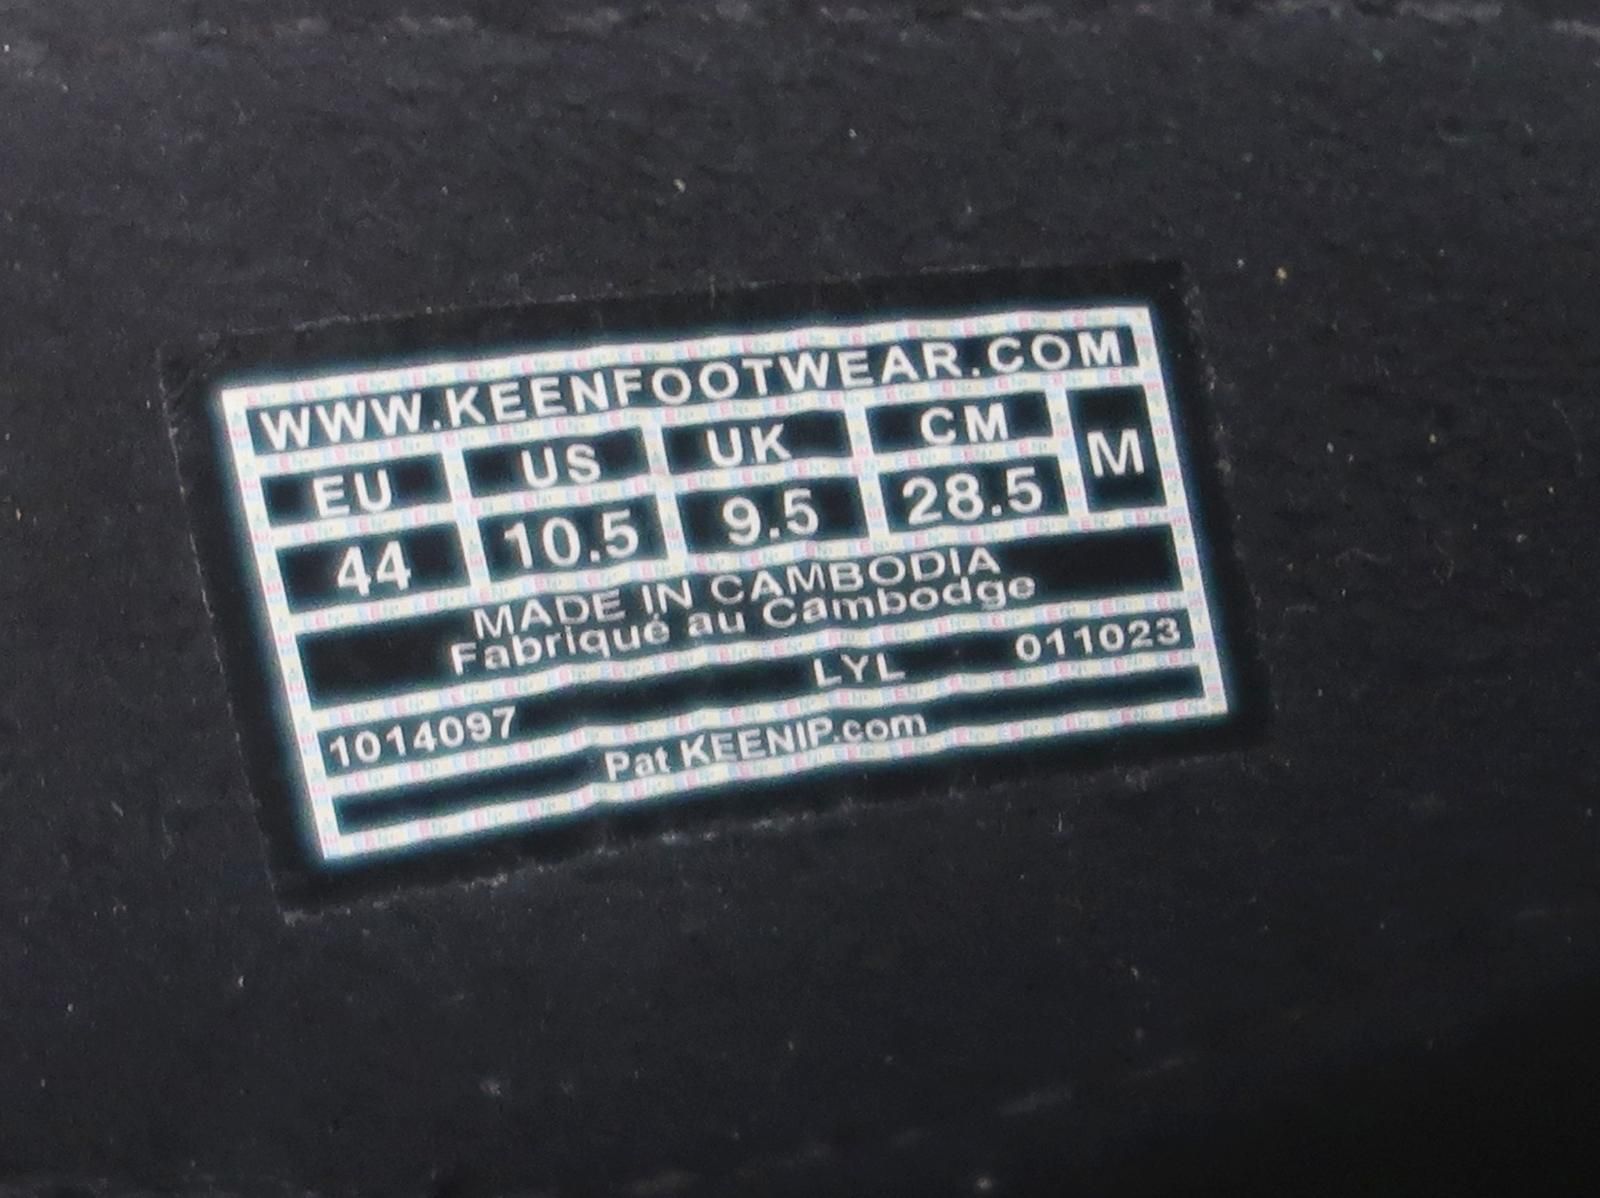 WWW.KEENFOOTWEAR.COM
EU US UK CM M
44 10.5 9.5 28.5
MADE IN CAMBODIA
Fabriqué au Cambodge
1014097 LYL 011023
Pat KEENIP.com